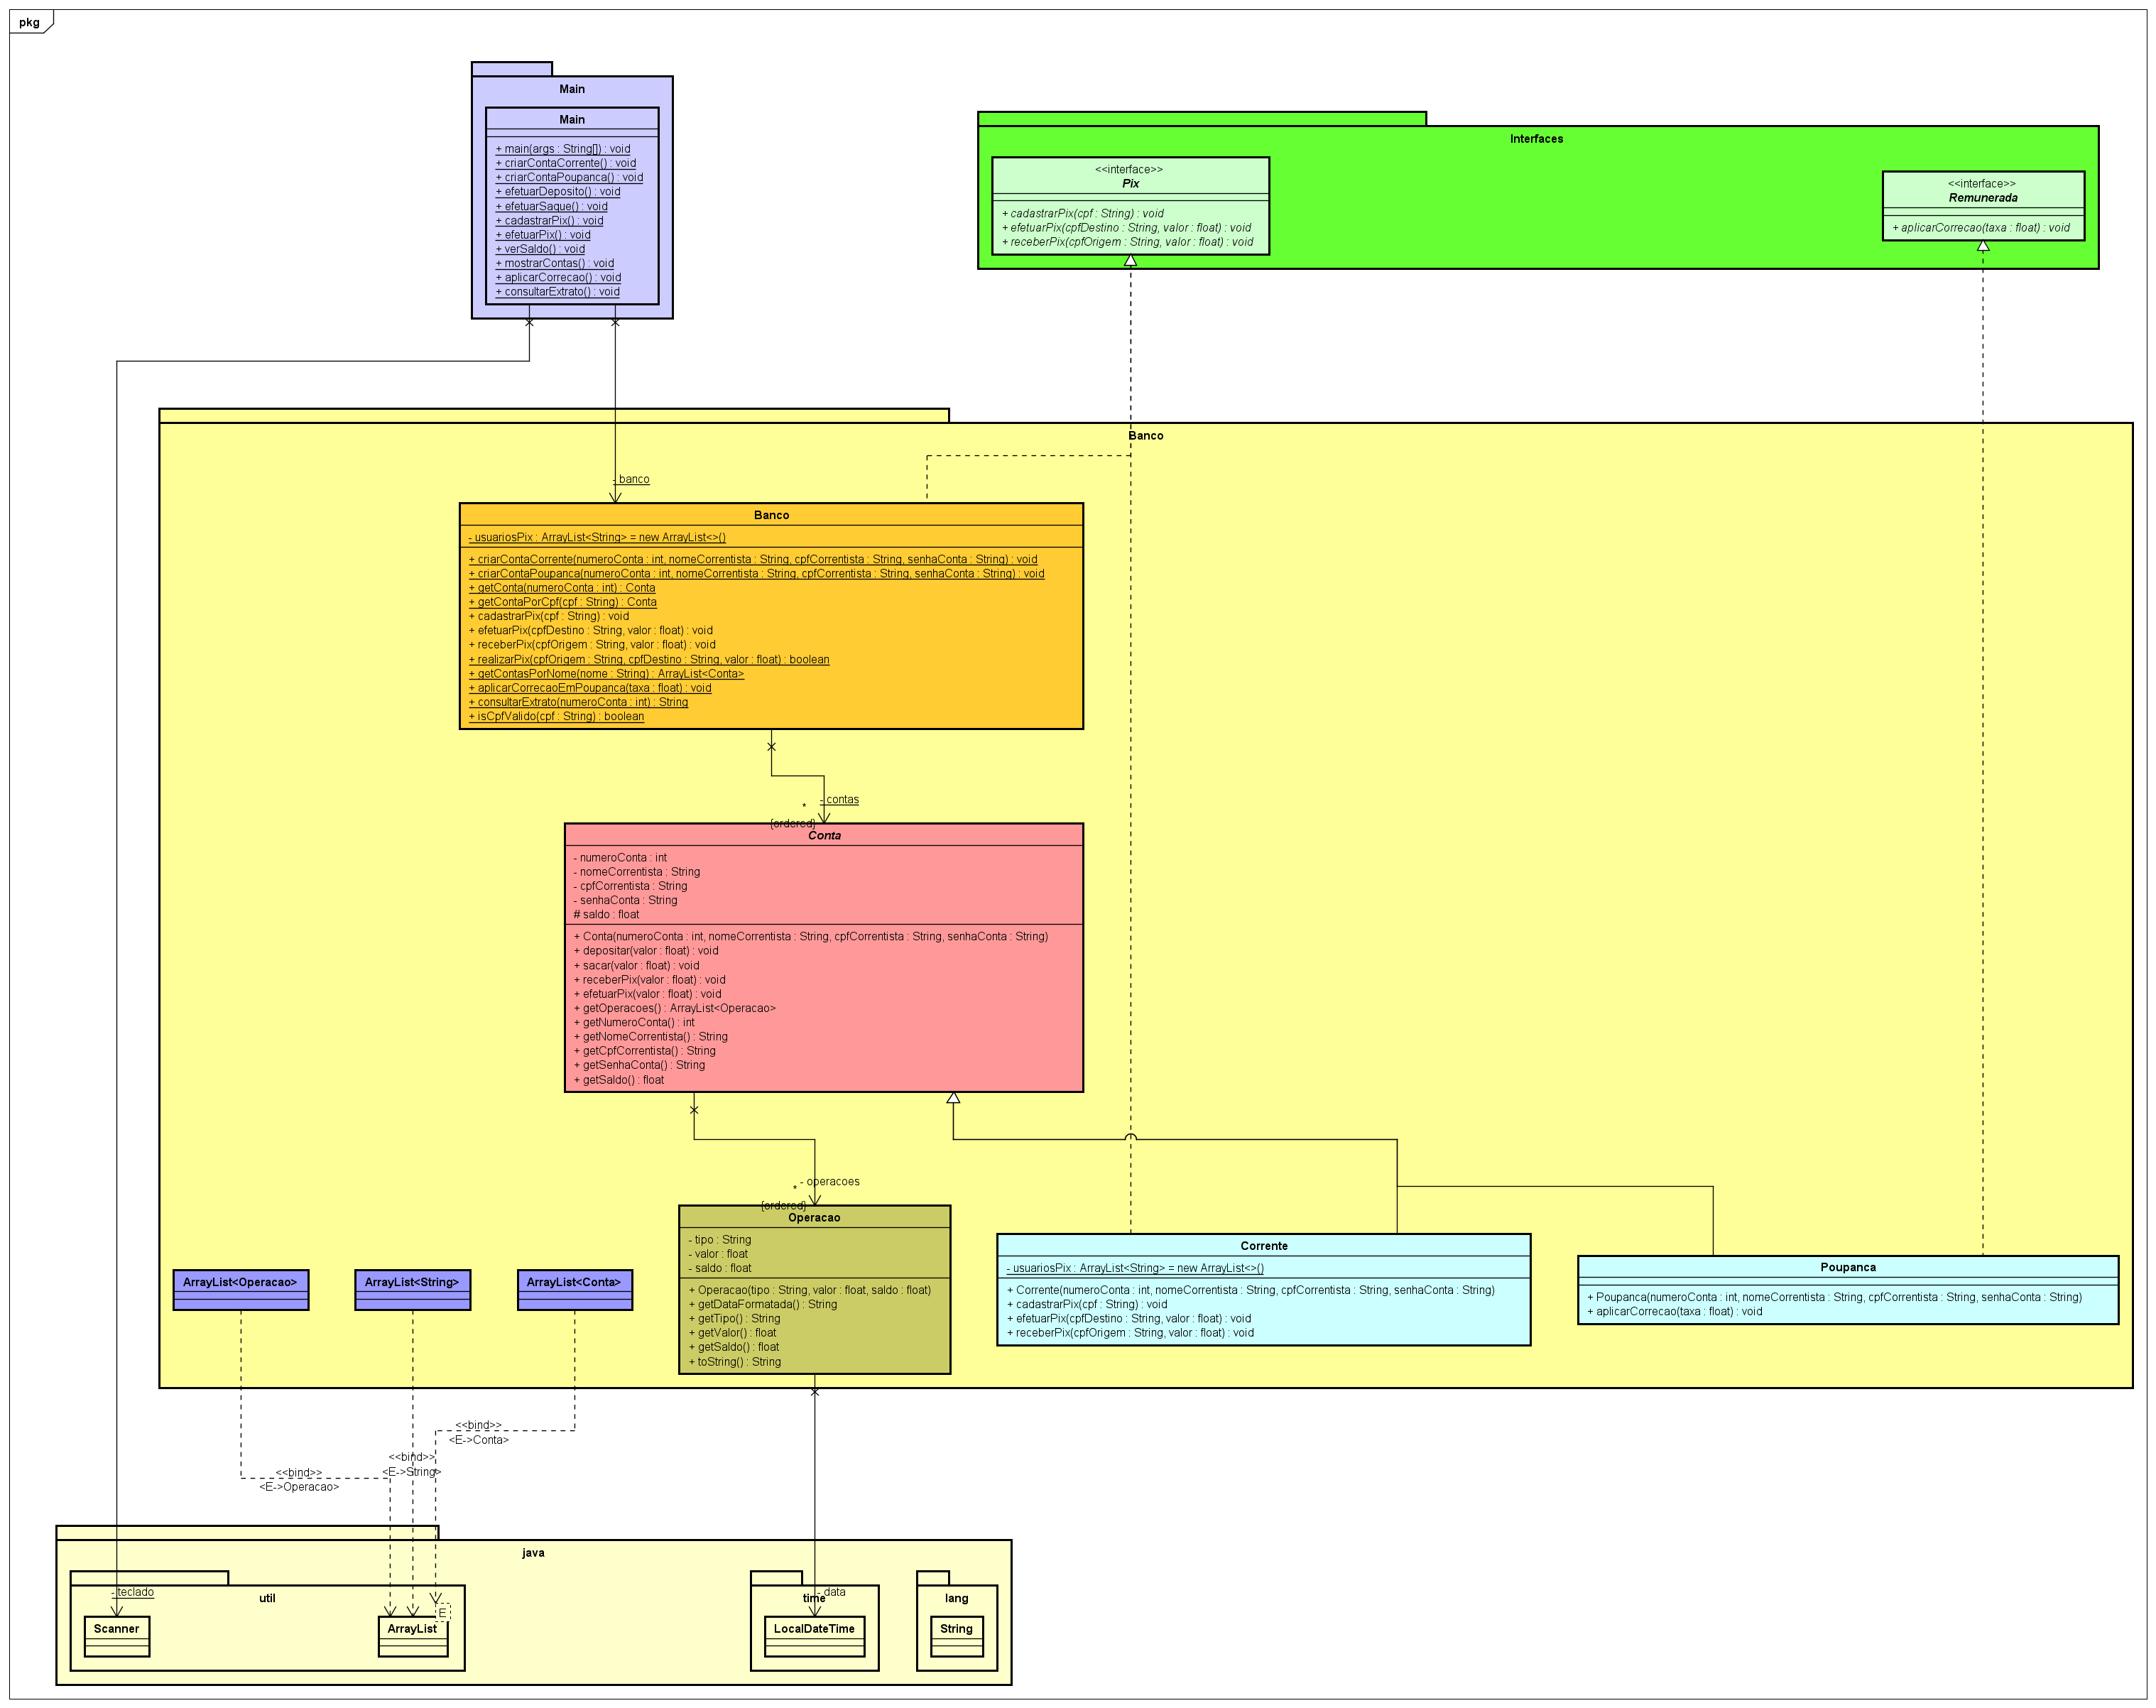 pkg
Main
Main
+ main(args : String[]) : void
+ criarContaCorrente() : void
+ criarContaPoupanca() : void
+ efetuarDeposito() : void
+ efetuarSaque() : void
+ cadastrarPix() : void
+ efetuarPix() : void
+ verSaldo() : void
+ mostrarContas() : void
+ aplicarCorrecao() : void
+ consultarExtrato() : void
Interfaces
<<interface>>
Pix
+ cadastrarPix(cpf : String) : void
+ efetuarPix(cpfDestino : String, valor : float) : void
+ receberPix(cpfOrigem : String, valor : float) : void
<<interface>>
Remunerada
+ aplicarCorrecao(taxa : float) : void
Banco
- banco
Banco
- usuariosPix : ArrayList<String> = new ArrayList<>()
+ criarContaCorrente(numeroConta : int, nomeCorrentista : String, cpfCorrentista : String, senhaConta : String) : void
+ criarContaPoupanca(numeroConta : int, nomeCorrentista : String, cpfCorrentista : String, senhaConta : String) : void
+ getConta(numeroConta : int) : Conta
+ getContaPorCpf(cpf : String) : Conta
+ cadastrarPix(cpf : String) : void
+ efetuarPix(cpfDestino : String, valor : float) : void
+ receberPix(cpfOrigem : String, valor : float) : void
+ realizarPix(cpfOrigem : String, cpfDestino : String, valor : float) : boolean
+ getContasPorNome(nome : String) : ArrayList<Conta>
+ aplicarCorrecaoEmPoupanca(taxa : float) : void
+ consultarExtrato(numeroConta : int) : String
+ isCpfValido(cpf : String) : boolean
- contas
*
{ordered}
Conta
- numeroConta : int
- nomeCorrentista : String
- cpfCorrentista : String
- senhaConta : String
# saldo : float
+ Conta(numeroConta : int, nomeCorrentista : String, cpfCorrentista : String, senhaConta : String)
+ depositar(valor : float) : void
+ sacar(valor : float) : void
+ receberPix(valor : float) : void
+ efetuarPix(valor : float) : void
+ getOperacoes() : ArrayList<Operacao>
+ getNumeroConta() : int
+ getNomeCorrentista() : String
+ getCpfCorrentista() : String
+ getSenhaConta() : String
+ getSaldo() : float
- operacoes
*
{ordered}
Operacao
- tipo : String
- valor : float
- saldo : float
+ Operacao(tipo : String, valor : float, saldo : float)
+ getDataFormatada() : String
+ getTipo() : String
+ getValor() : float
+ getSaldo() : float
+ toString() : String
Corrente
- usuariosPix : ArrayList<String> = new ArrayList<>()
+ Corrente(numeroConta : int, nomeCorrentista : String, cpfCorrentista : String, senhaConta : String)
+ cadastrarPix(cpf : String) : void
+ efetuarPix(cpfDestino : String, valor : float) : void
+ receberPix(cpfOrigem : String, valor : float) : void
Poupanca
+ Poupanca(numeroConta : int, nomeCorrentista : String, cpfCorrentista : String, senhaConta : String)
+ aplicarCorrecao(taxa : float) : void
ArrayList<Operacao>
ArrayList<String>
ArrayList<Conta>
<<bind>>
<E->Conta>
<<bind>>
<E->String>
<<bind>>
<E->Operacao>
java
util
- teclado
Scanner
E
ArrayList
time
- data
LocalDateTime
lang
String